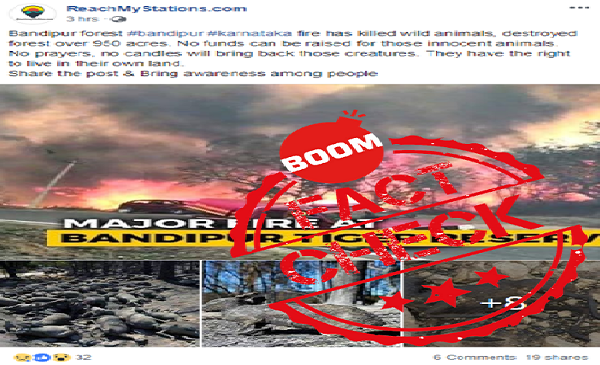 ReachMyStations.com
3 hrs
Bandipur forest #bandipur #karnataka fire has killed wild animals, destroyed
forest over 950 acres. No funds can be raised for those innocent animals.
No prayers, no candles will bring back those creatures. They have the right
to live in their own land.
Share the post & Bring awareness among people
BOOM
FACT
CHECK
MAJOR FIRE AT
BANDIPUR TIGER RESERV
+8
32
6 Comments 19 shares